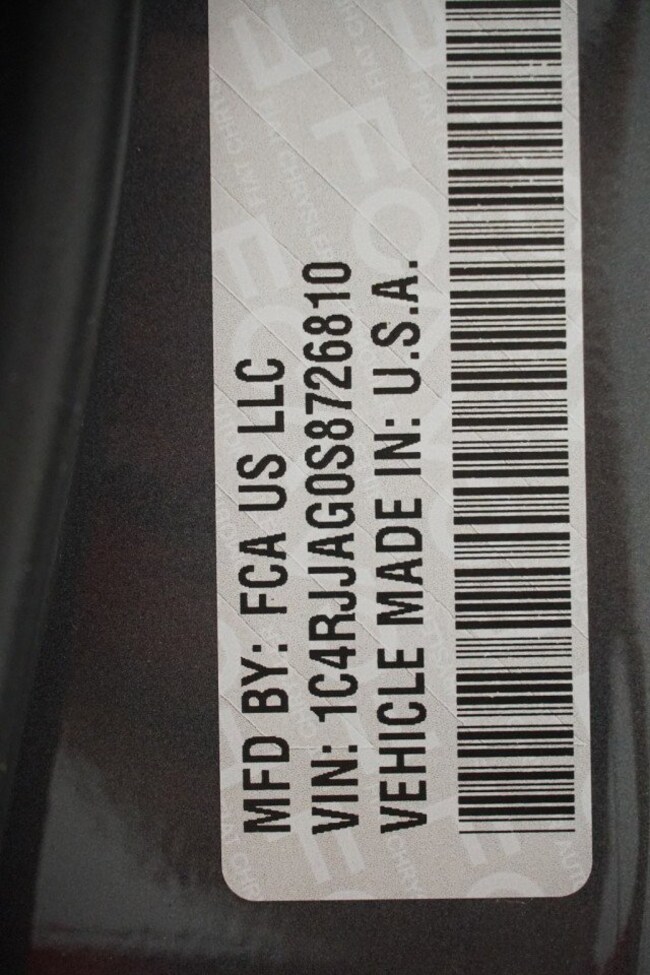 MFD BY: FCA US LLC
VIN: 1C4RJJAG0S8726810
VEHICLE MADE IN: U.S.A.